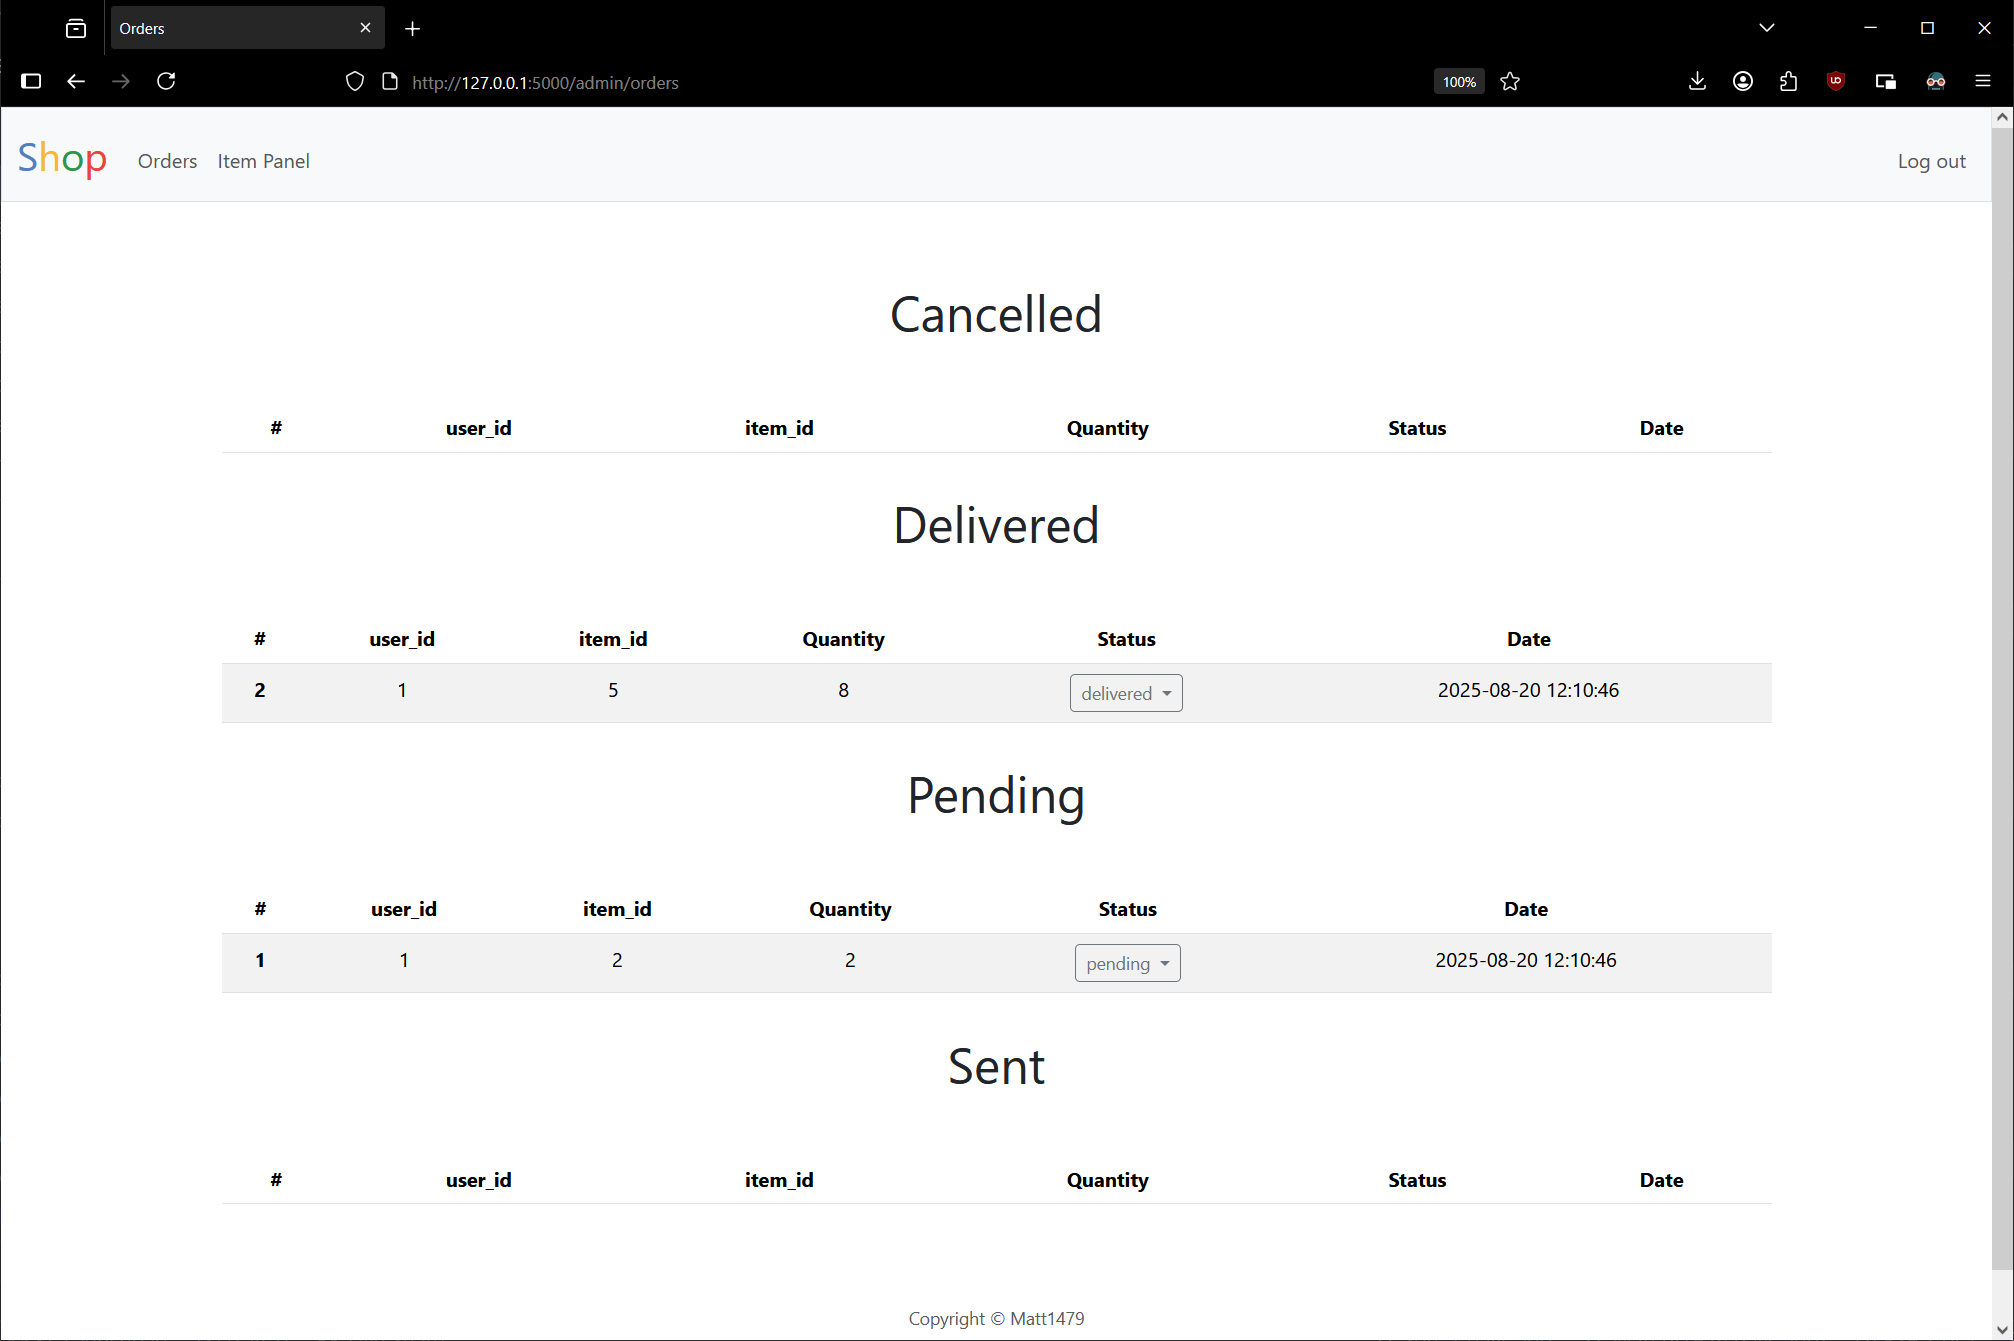 Orders
http://127.0.0.1:5000/admin/orders 100%
Shop Orders Item Panel Log out
Cancelled
# user_id item_id Quantity Status Date
Delivered
# user_id item_id Quantity Status Date
2 1 5 8 delivered 2025-08-20 12:10:46
Pending
# user_id item_id Quantity Status Date
1 1 2 2 pending 2025-08-20 12:10:46
Sent
# user_id item_id Quantity Status Date
Copyright © Matt1479